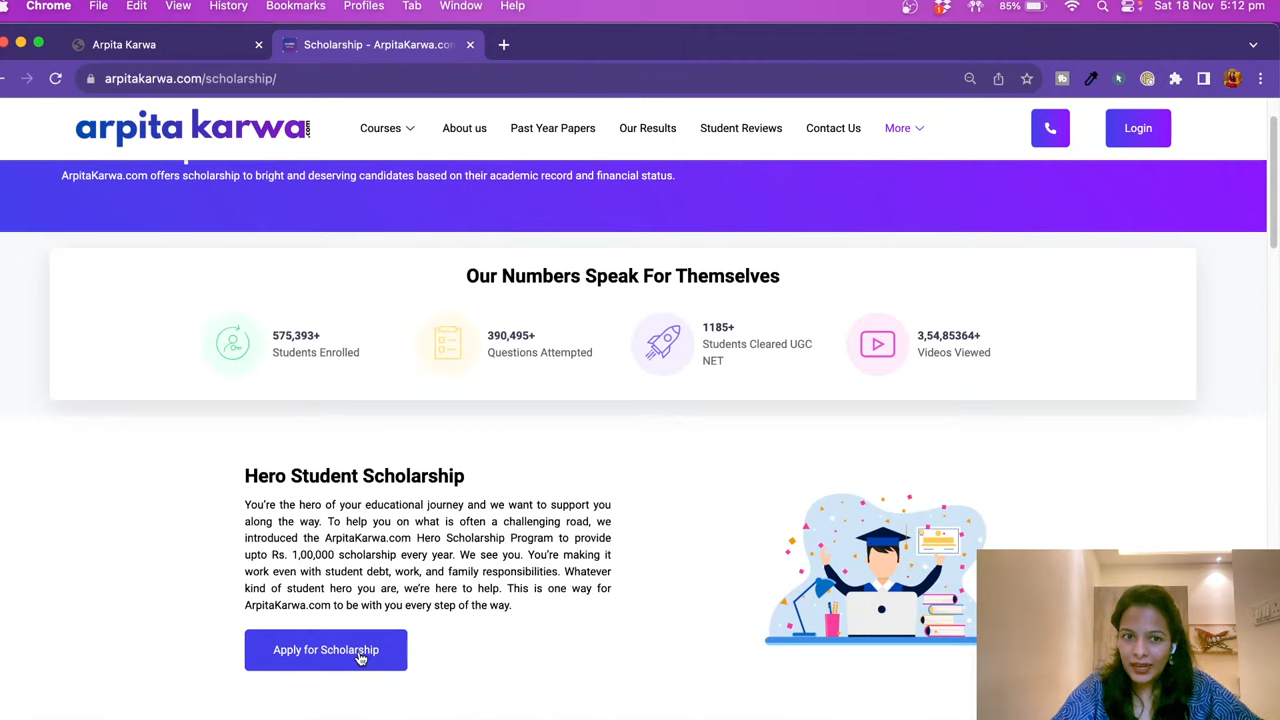 Chrome File Edit View History Bookmarks Profiles Tab Window Help 85% Sat 18 Nov 5:12 pm
Arpita Karwa
Scholarship - ArpitaKarwa.co
arpitakarwa.com/scholarship/
arpita karwa.com
Courses About us Past Year Papers Our Results Student Reviews Contact Us More Login
ArpitaKarwa.com offers scholarship to bright and deserving candidates based on their academic record and financial status.
Our Numbers Speak For Themselves
575,393+
Students Enrolled
390,495+
Questions Attempted
1185+
Students Cleared UGC
NET
3,54,85364+
Videos Viewed
Hero Student Scholarship
You're the hero of your educational journey and we want to support you
along the way. To help you on what is often a challenging road, we
introduced the ArpitaKarwa.com Hero Scholarship Program to provide
upto Rs. 1,00,000 scholarship every year. We see you. You're making it
work even with student debt, work, and family responsibilities. Whatever
kind of student hero you are, we're here to help. This is one way for
ArpitaKarwa.com to be with you every step of the way.
Apply for Scholarship